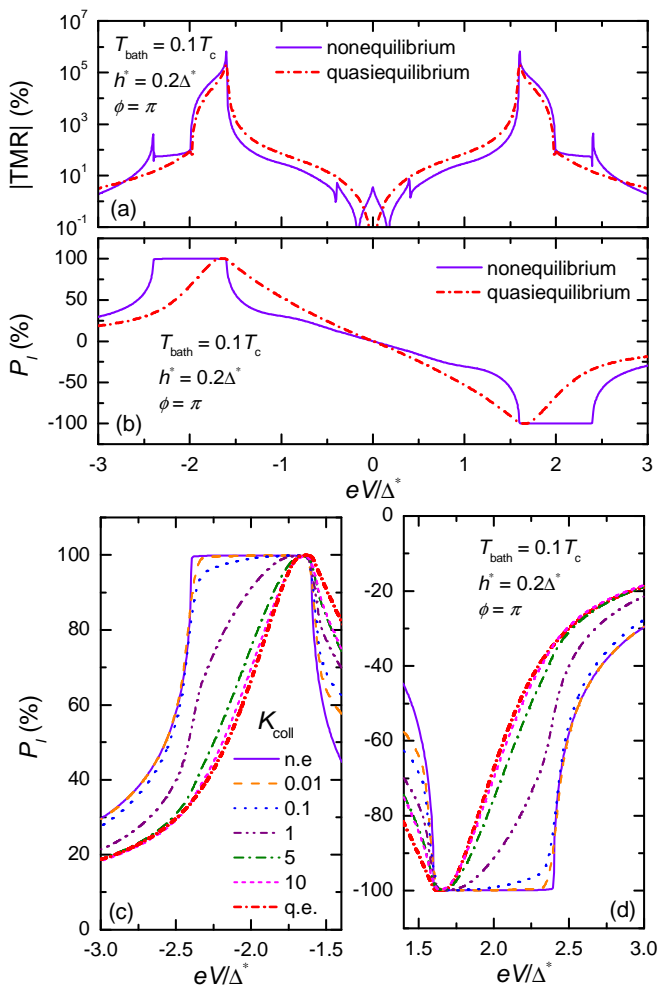 T_bath = 0.1T_c
h* = 0.2Δ*
ϕ = π
nonequilibrium
quasiequilibrium
|TMR| (%)
10^7
10^5
10^3
10^1
10^-1
(a)
P_I (%)
100
50
0
-50
-100
nonequilibrium
quasiequilibrium
T_bath = 0.1T_c
h* = 0.2Δ*
ϕ = π
(b)
-3 -2 -1 0 1 2 3
eV/Δ*
P_I (%)
100
80
60
40
20
0
K_coll
n.e
0.01
0.1
1
5
10
q.e.
(c)
-3.0 -2.5 -2.0 -1.5
eV/Δ*
0
-20
-40
-60
-80
-100
T_bath = 0.1T_c
h* = 0.2Δ*
ϕ = π
(d)
1.5 2.0 2.5 3.0
eV/Δ*